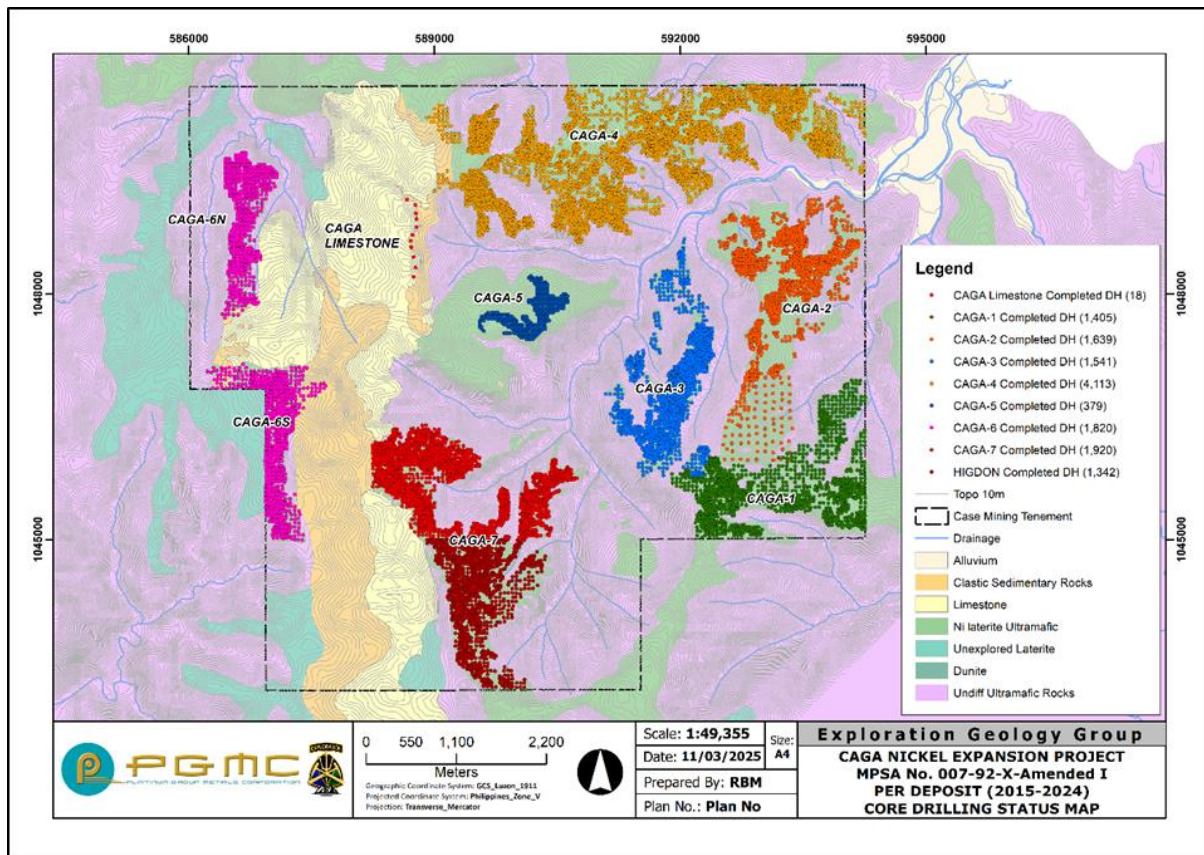 586000
589000
592000
595000
1048000
1045000
1048000
1045000
CAGA-4
CAGA-6N
CAGA
LIMESTONE
CAGA-5
CAGA-2
CAGA-3
CAGA-6S
CAGA-1
CAGA-7
Legend
CAGA Limestone Completed DH (18)
CAGA-1 Completed DH (1,405)
CAGA-2 Completed DH (1,639)
CAGA-3 Completed DH (1,541)
CAGA-4 Completed DH (4,113)
CAGA-5 Completed DH (379)
CAGA-6 Completed DH (1,820)
CAGA-7 Completed DH (1,920)
HIGDON Completed DH (1,342)
Topo 10m
Case Mining Tenement
Drainage
Alluvium
Clastic Sedimentary Rocks
Limestone
Ni laterite Ultramafic
Unexplored Laterite
Dunite
Undiff Ultramafic Rocks
PGMC
PLATINUM GROUP METALS CORPORATION
0 550 1,100 2,200
Meters
Geographic Coordinate System: GCS_Luzon_1911
Projected Coordinate System: Philippines_Zone_V
Projection: Transverse_Mercator
Scale: 1:49,355
Size:
A4
Date: 11/03/2025
Prepared By: RBM
Plan No.: Plan No
Exploration Geology Group
CAGA NICKEL EXPANSION PROJECT
MPSA No. 007-92-X-Amended I
PER DEPOSIT (2015-2024)
CORE DRILLING STATUS MAP